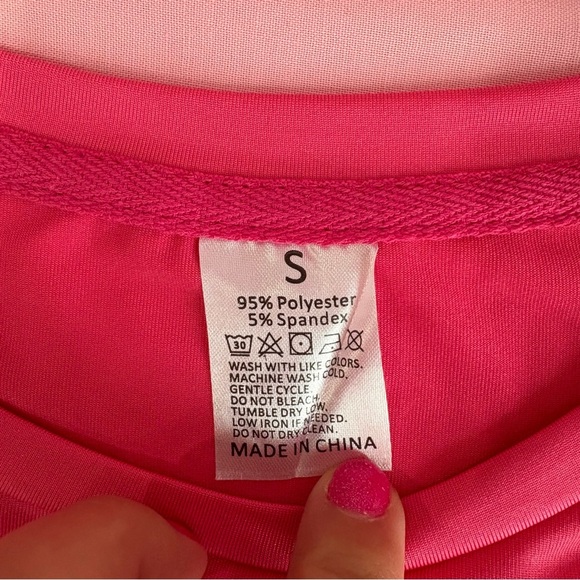 S
95% Polyester
5% Spandex
30
WASH WITH LIKE COLORS.
MACHINE WASH COLD.
GENTLE CYCLE.
DO NOT BLEACH.
TUMBLE DRY LOW.
LOW IRON IF NEEDED.
DO NOT DRY CLEAN.
MADE IN CHINA